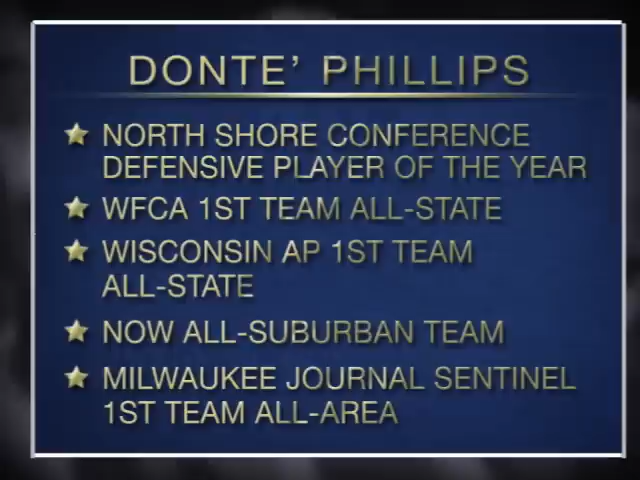 DONTE’ PHILLIPS
NORTH SHORE CONFERENCE
DEFENSIVE PLAYER OF THE YEAR
WFCA 1ST TEAM ALL-STATE
WISCONSIN AP 1ST TEAM
ALL-STATE
NOW ALL-SUBURBAN TEAM
MILWAUKEE JOURNAL SENTINEL
1ST TEAM ALL-AREA